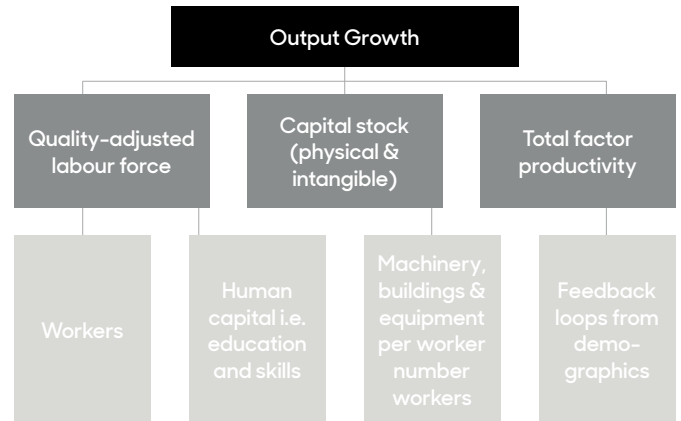 Output Growth
Quality-adjusted
labour force
Capital stock
(physical &
intangible)
Total factor
productivity
Workers
Human
capital i.e.
education
and skills
Machinery,
buildings &
equipment
per worker
number
workers
Feedback
loops from
demo-
graphics